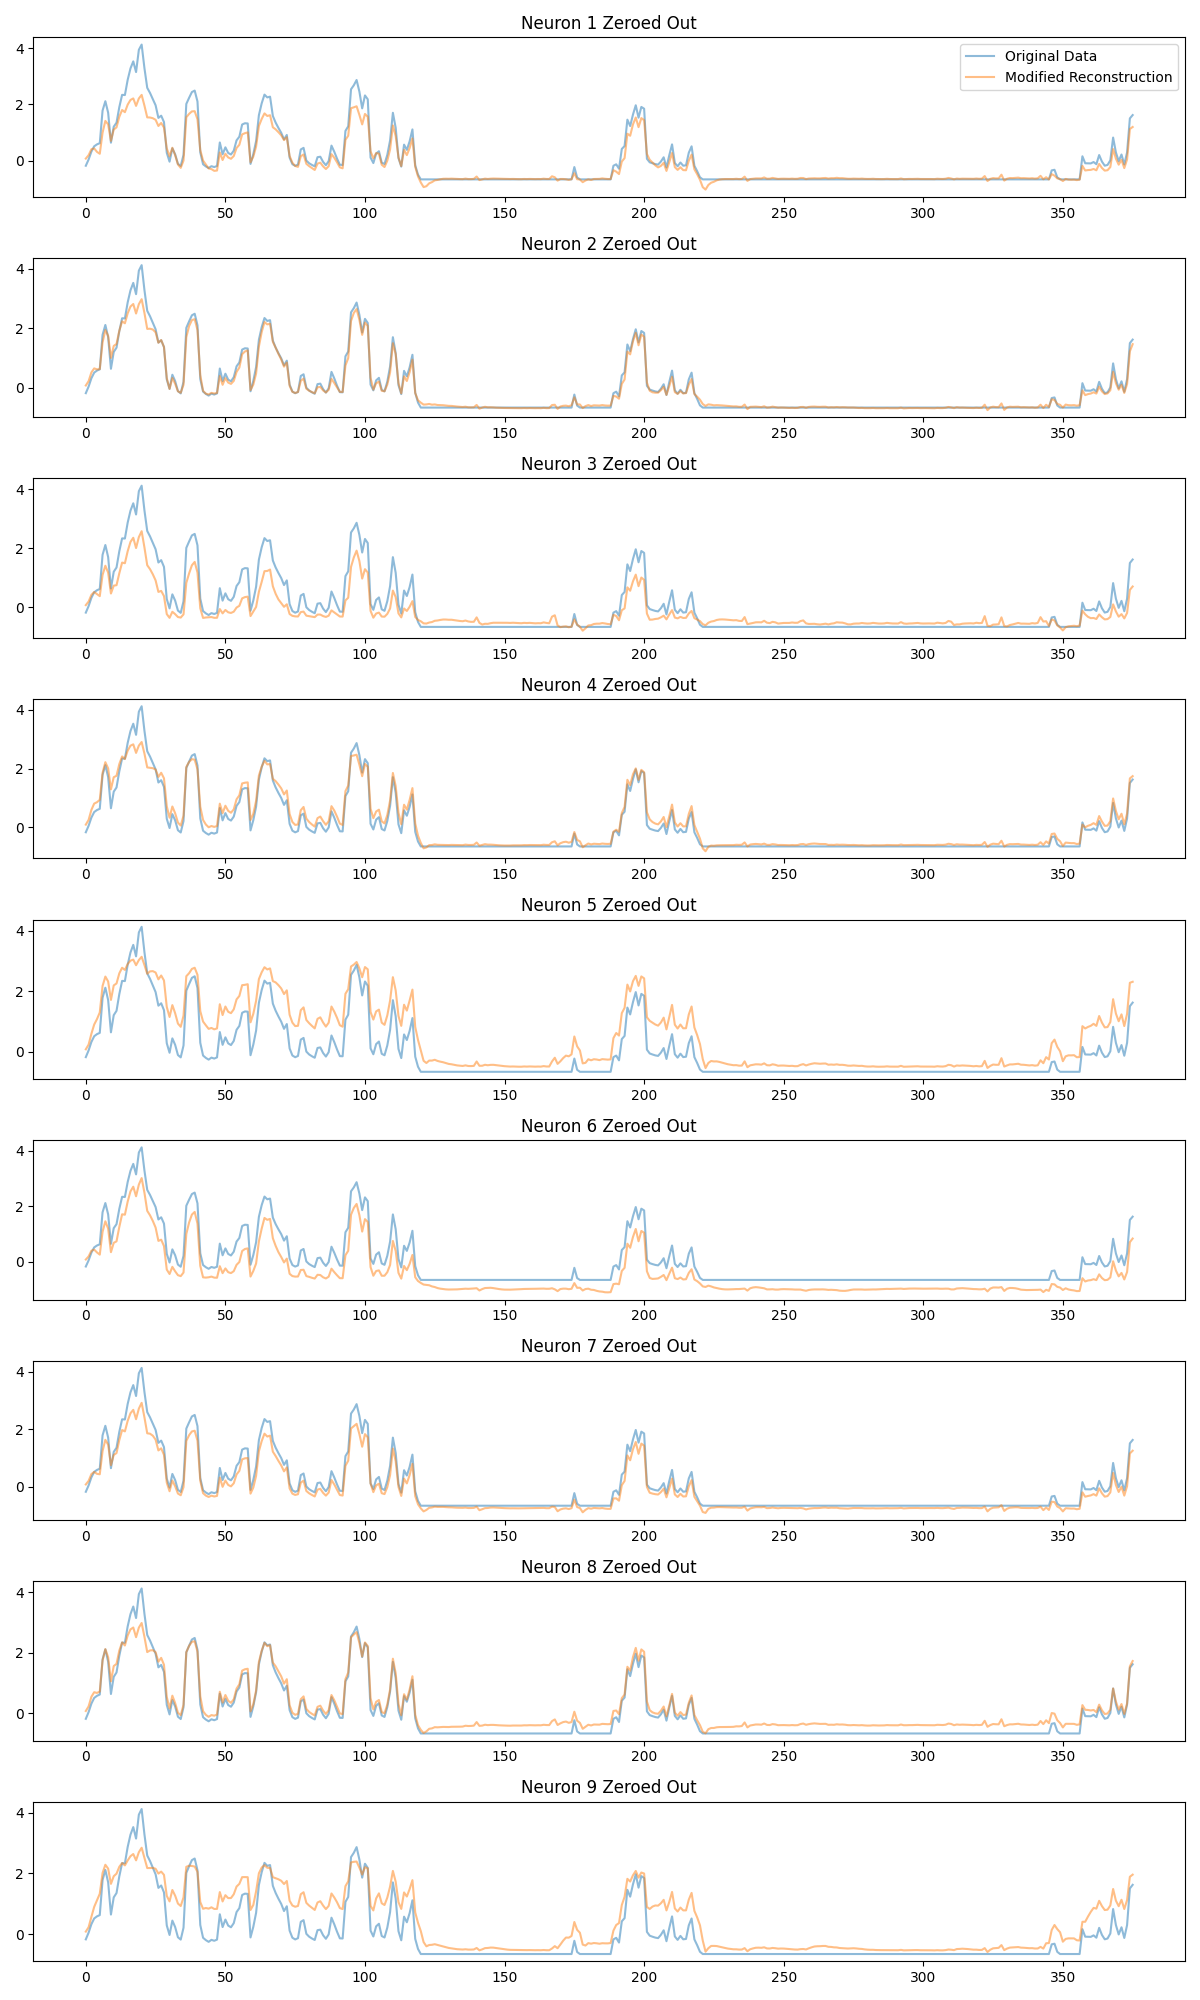 Neuron 1 Zeroed Out
4
2
0
Original Data
Modified Reconstruction
0 50 100 150 200 250 300 350
Neuron 2 Zeroed Out
4
2
0
0 50 100 150 200 250 300 350
Neuron 3 Zeroed Out
4
2
0
0 50 100 150 200 250 300 350
Neuron 4 Zeroed Out
4
2
0
0 50 100 150 200 250 300 350
Neuron 5 Zeroed Out
4
2
0
0 50 100 150 200 250 300 350
Neuron 6 Zeroed Out
4
2
0
0 50 100 150 200 250 300 350
Neuron 7 Zeroed Out
4
2
0
0 50 100 150 200 250 300 350
Neuron 8 Zeroed Out
4
2
0
0 50 100 150 200 250 300 350
Neuron 9 Zeroed Out
4
2
0
0 50 100 150 200 250 300 350